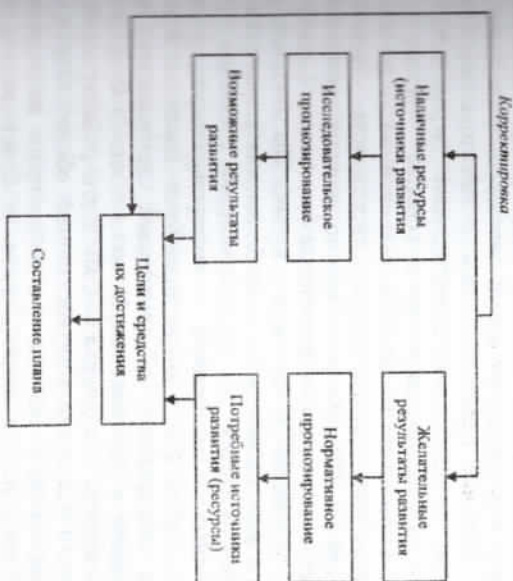 Корректировка
Наличные ресурсы
(источники развития)
Желательные
результаты развития
Исследовательское
прогнозирование
Нормативное
прогнозирование
Возможные результаты
развития
Потребные источники
развития (ресурсы)
Цели и средства
их достижения
Составление плана